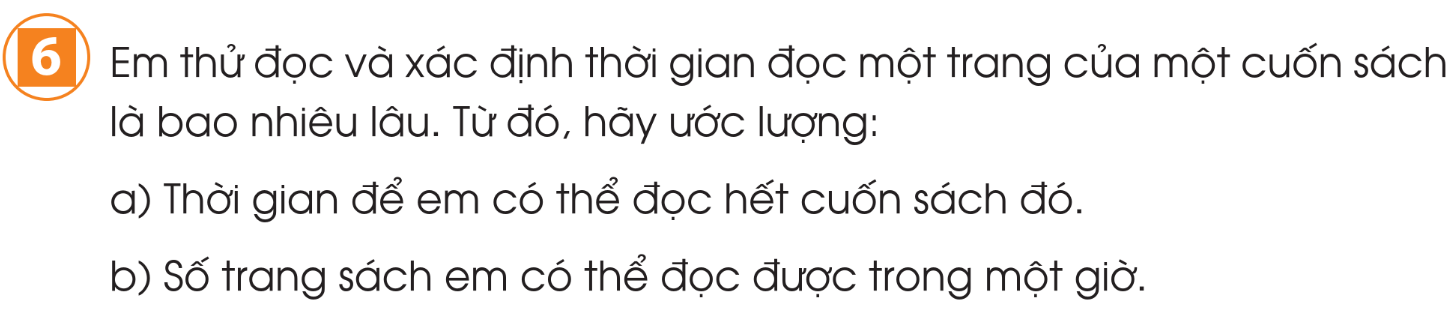 6 Em thử đọc và xác định thời gian đọc một trang của một cuốn sách
là bao nhiêu lâu. Từ đó, hãy ước lượng:
a) Thời gian để em có thể đọc hết cuốn sách đó.
b) Số trang sách em có thể đọc được trong một giờ.